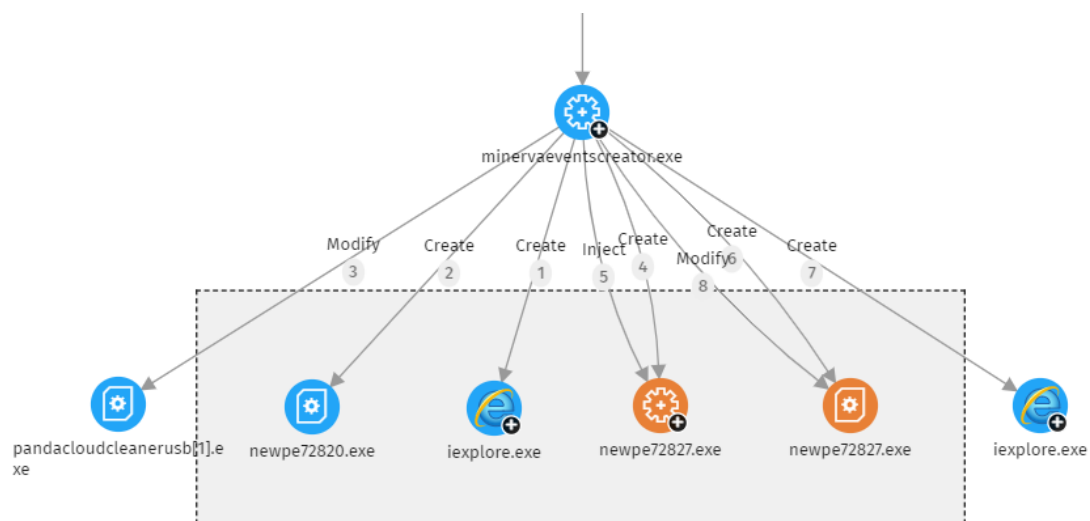 minervaeventscreator.exe
Modify
3
Create
2
Create
1
Inject
5
Create
4
Modify
8
Create
6
Create
7
pandacloudcleanerusb[1].e
xe
newpe72820.exe
iexplore.exe
newpe72827.exe
newpe72827.exe
iexplore.exe